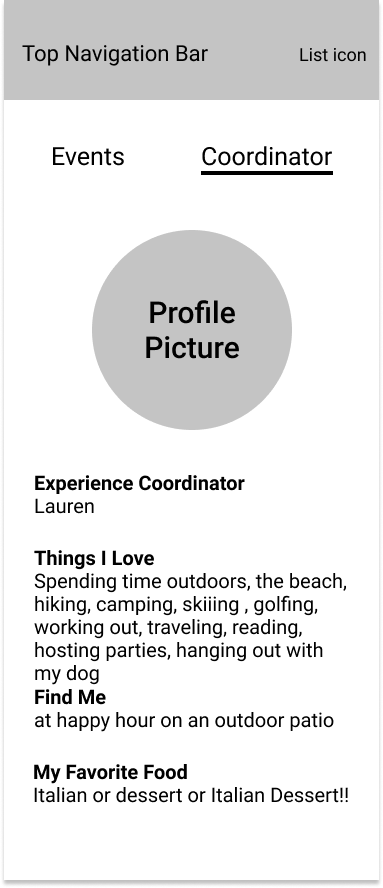 Top Navigation Bar List icon
Events Coordinator
Profile
Picture
Experience Coordinator
Lauren
Things I Love
Spending time outdoors, the beach,
hiking, camping, skiiing , golfing,
working out, traveling, reading,
hosting parties, hanging out with
my dog
Find Me
at happy hour on an outdoor patio
My Favorite Food
Italian or dessert or Italian Dessert!!